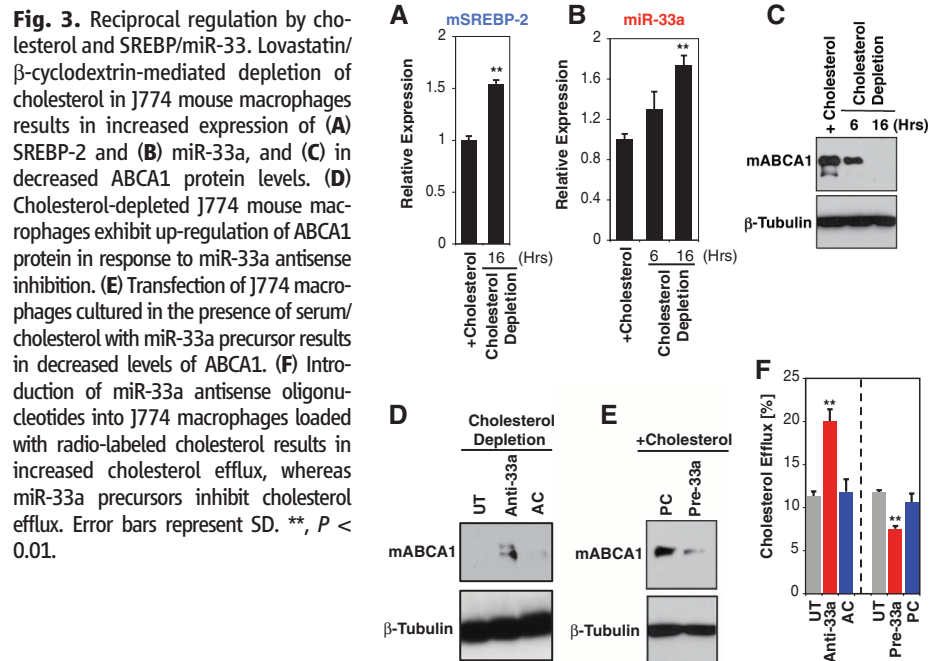 Fig. 3. Reciprocal regulation by cho-
lesterol and SREBP/miR-33. Lovastatin/
β-cyclodextrin-mediated depletion of
cholesterol in J774 mouse macrophages
results in increased expression of (A)
SREBP-2 and (B) miR-33a, and (C) in
decreased ABCA1 protein levels. (D)
Cholesterol-depleted J774 mouse mac-
rophages exhibit up-regulation of ABCA1
protein in response to miR-33a antisense
inhibition. (E) Transfection of J774 macro-
phages cultured in the presence of serum/
cholesterol with miR-33a precursor results
in decreased levels of ABCA1. (F) Intro-
duction of miR-33a antisense oligonu-
cleotides into J774 macrophages loaded
with radio-labeled cholesterol results in
increased cholesterol efflux, whereas
miR-33a precursors inhibit cholesterol
efflux. Error bars represent SD. **, P <
0.01.
A
mSREBP-2
Relative Expression
2
1.5
1
0.5
0
**
+Cholesterol
16 (Hrs)
Cholesterol
Depletion
B
miR-33a
Relative Expression
2
1.6
1.2
0.8
0.4
0
**
+Cholesterol
6 16 (Hrs)
Cholesterol
Depletion
C
+ Cholesterol
Cholesterol
Depletion
6 16 (Hrs)
mABCA1
β-Tubulin
D
Cholesterol
Depletion
UT
Anti-33a
AC
mABCA1
β-Tubulin
E
+Cholesterol
PC
Pre-33a
mABCA1
β-Tubulin
F
Cholesterol Efflux [%]
25
20
15
10
5
0
**
**
UT
Anti-33a
AC
UT
Pre-33a
PC